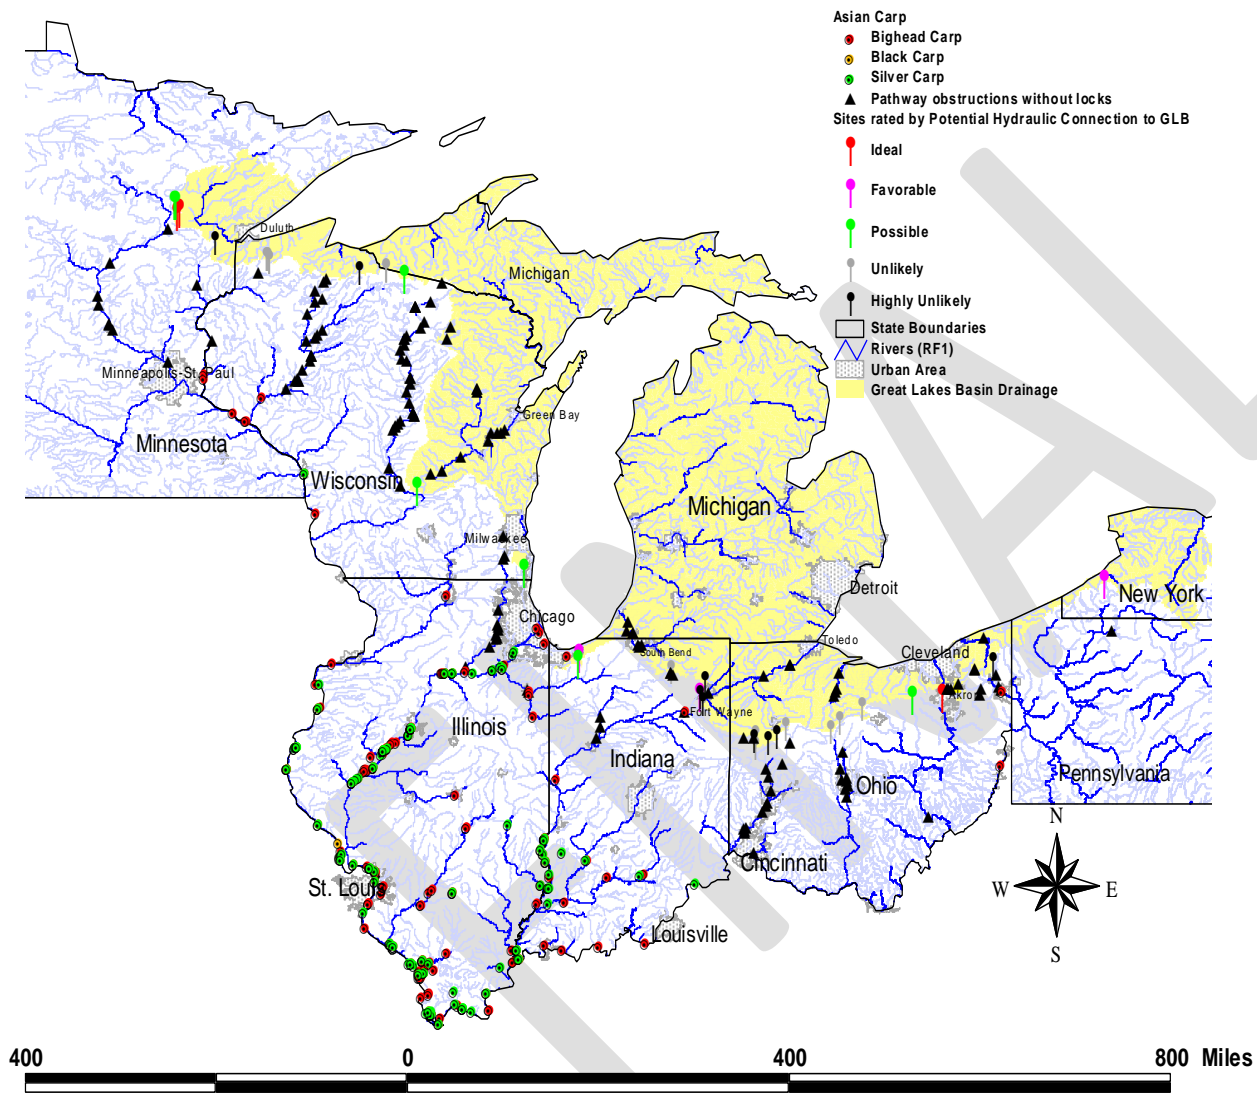 Asian Carp
Bighead Carp
Black Carp
Silver Carp
Pathway obstructions without locks
Sites rated by Potential Hydraulic Connection to GLB
Ideal
Favorable
Possible
Unlikely
Highly Unlikely
State Boundaries
Rivers (RF1)
Urban Area
Great Lakes Basin Drainage
Duluth
Michigan
Minneapolis-St. Paul
Green Bay
Minnesota
Wisconsin
Michigan
Milwaukee
Detroit
New York
Chicago
Toledo
South Bend
Cleveland
Akron
Fort Wayne
Illinois
Indiana
Ohio
Pennsylvania
Cincinnati
St. Louis
Louisville
N
W E
S
400 0 400 800 Miles